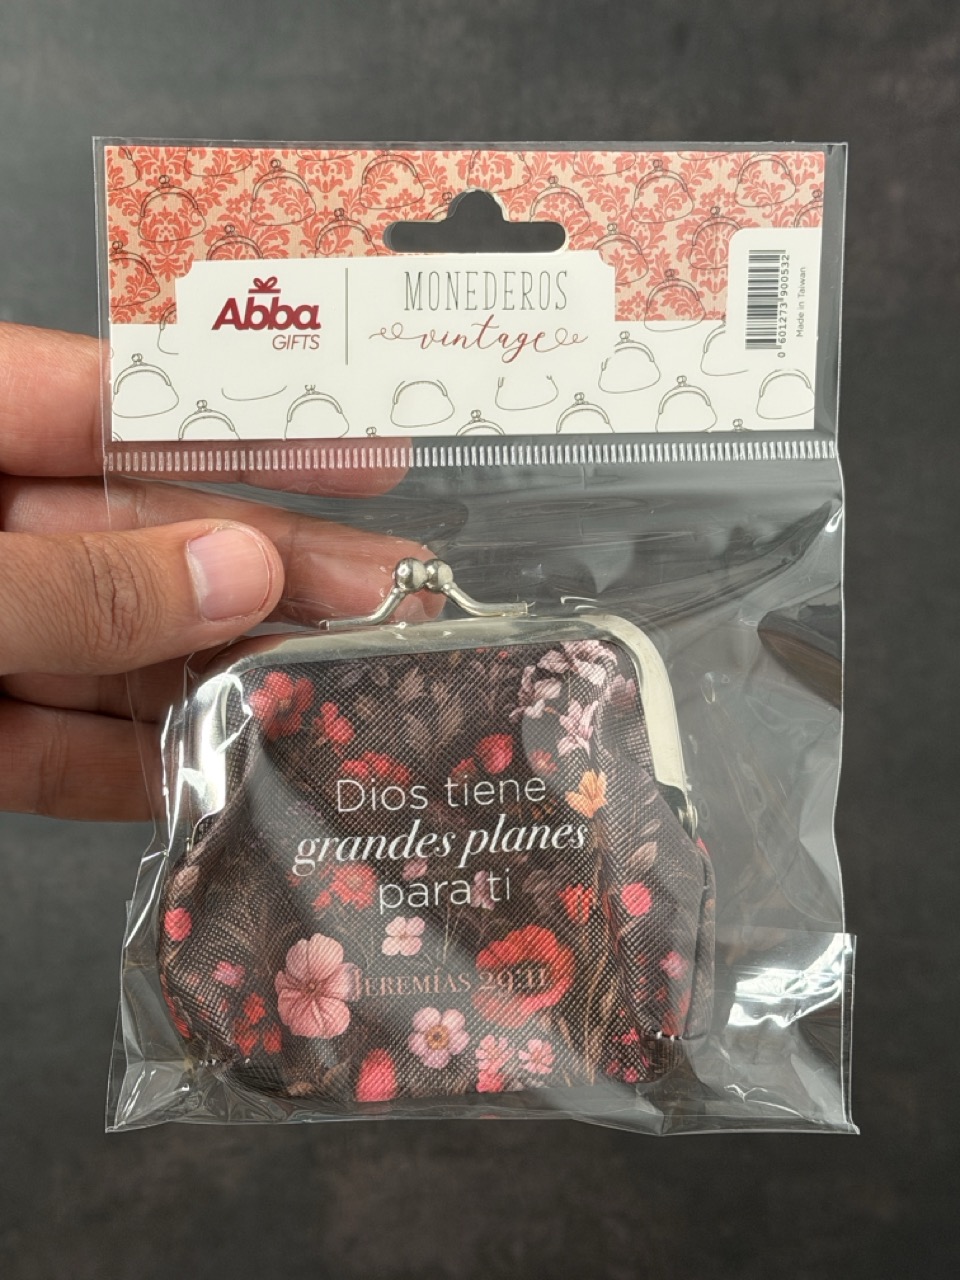 Abba
GIFTS
MONEDEROS
vintage
0 601273 900532
Made in Taiwan
Dios tiene
grandes planes
para ti
JEREMÍAS 29:11